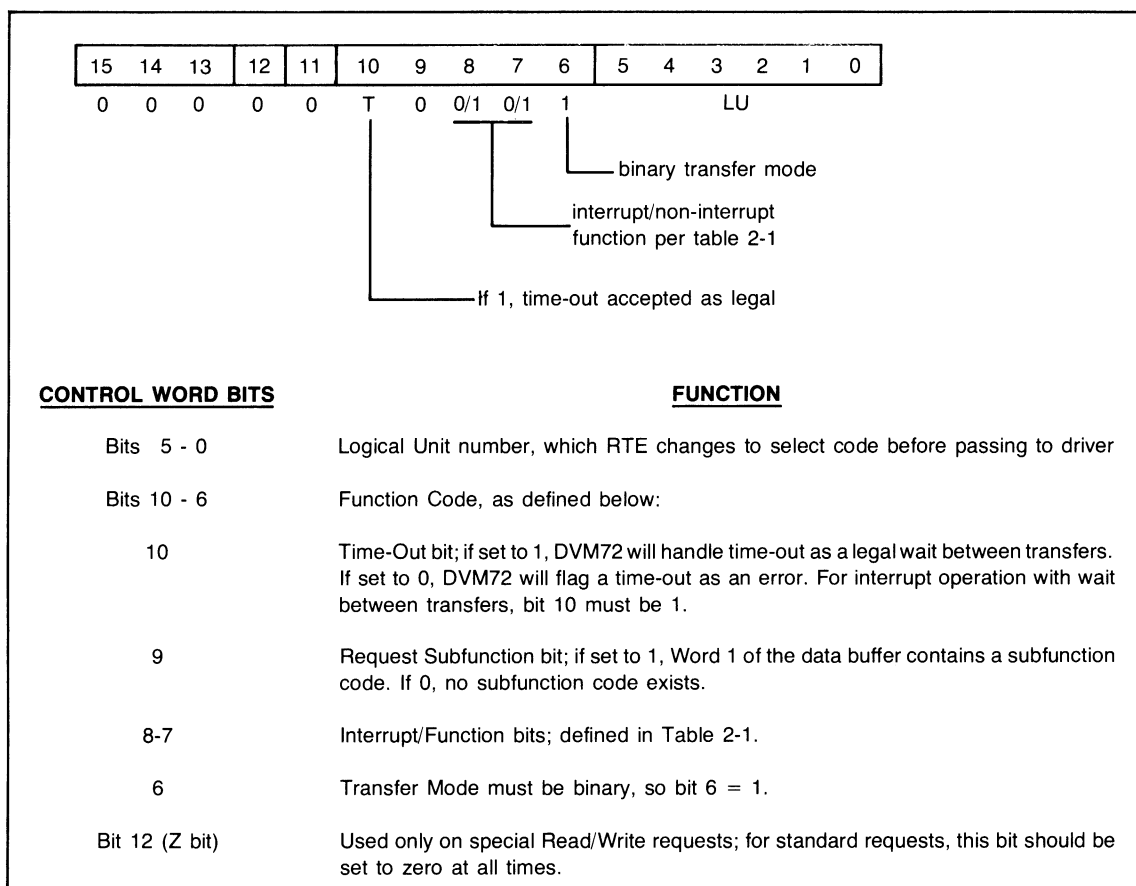 15 14 13 12 11 10 9 8 7 6 5 4 3 2 1 0
0 0 0 0 0 T 0 0/1 0/1 1 LU
binary transfer mode
interrupt/non-interrupt
function per table 2-1
If 1, time-out accepted as legal
CONTROL WORD BITS FUNCTION
Bits 5 - 0 Logical Unit number, which RTE changes to select code before passing to driver
Bits 10 - 6 Function Code, as defined below:
10 Time-Out bit; if set to 1, DVM72 will handle time-out as a legal wait between transfers.
If set to 0, DVM72 will flag a time-out as an error. For interrupt operation with wait
between transfers, bit 10 must be 1.
9 Request Subfunction bit; if set to 1, Word 1 of the data buffer contains a subfunction
code. If 0, no subfunction code exists.
8-7 Interrupt/Function bits; defined in Table 2-1.
6 Transfer Mode must be binary, so bit 6 = 1.
Bit 12 (Z bit) Used only on special Read/Write requests; for standard requests, this bit should be
set to zero at all times.